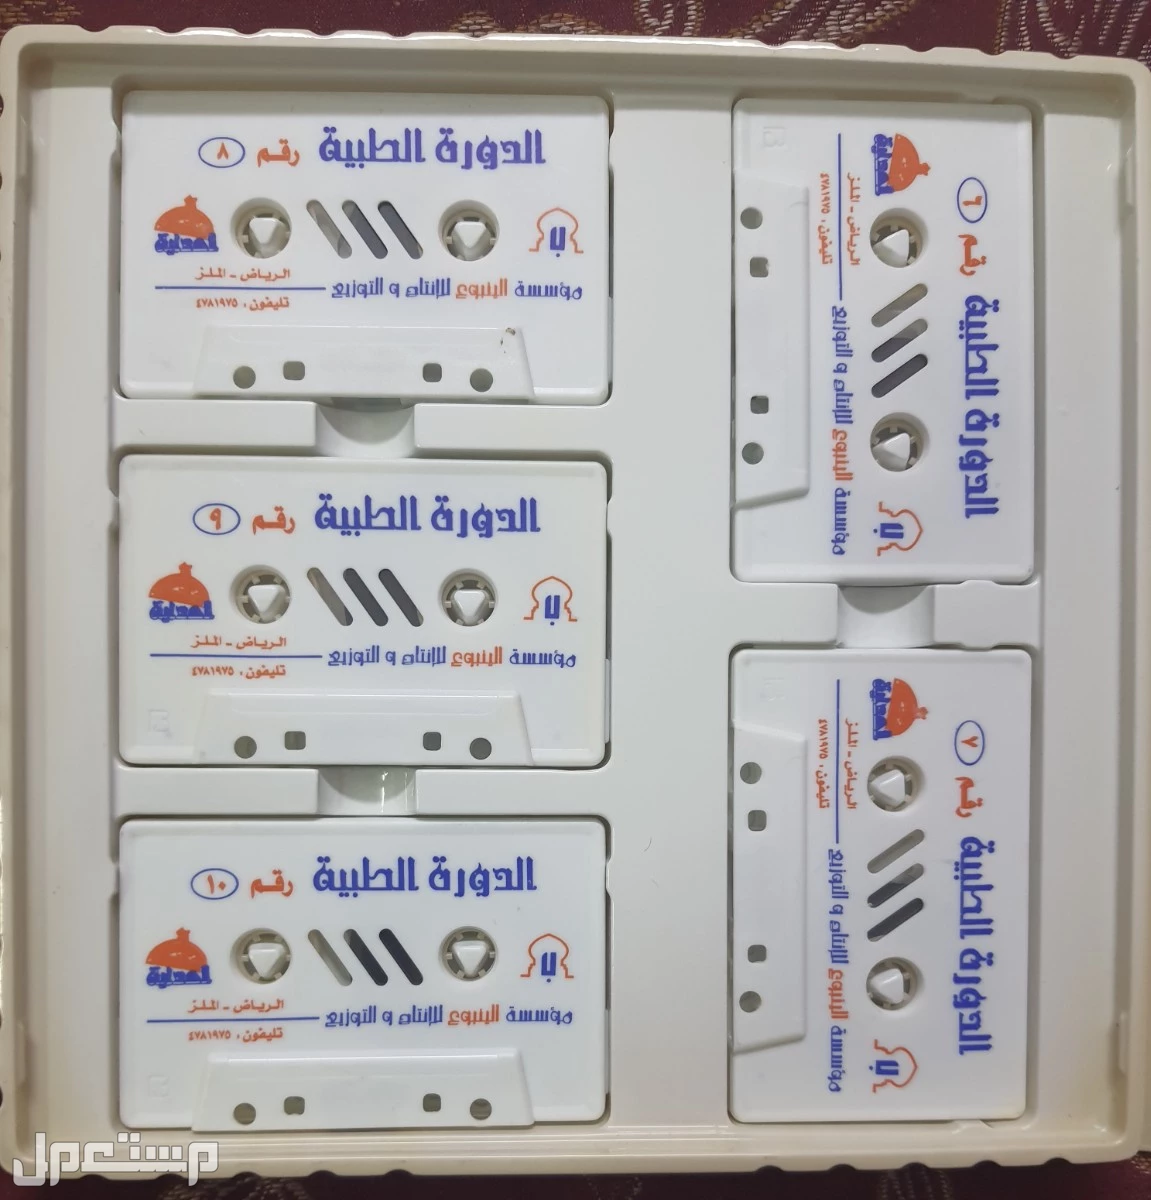 الدورة الطبية رقم ٨
الهداية
ب
الرياض - الملز
مؤسسة الينبوع للإنتاج و التوزيع
تليفون، ٤٧٨١٩٧٥
الدورة الطبية رقم ٩
الهداية
ب
الرياض - الملز
مؤسسة الينبوع للإنتاج و التوزيع
تليفون، ٤٧٨١٩٧٥
الدورة الطبية رقم ١٠
الهداية
ب
الرياض - الملز
مؤسسة الينبوع للإنتاج و التوزيع
تليفون، ٤٧٨١٩٧٥
الدورة الطبية رقم ٦
الهداية
ب
الرياض - الملز
مؤسسة الينبوع للإنتاج و التوزيع
تليفون، ٤٧٨١٩٧٥
الدورة الطبية رقم ٧
الهداية
ب
الرياض - الملز
مؤسسة الينبوع للإنتاج و التوزيع
تليفون، ٤٧٨١٩٧٥
مستعمل